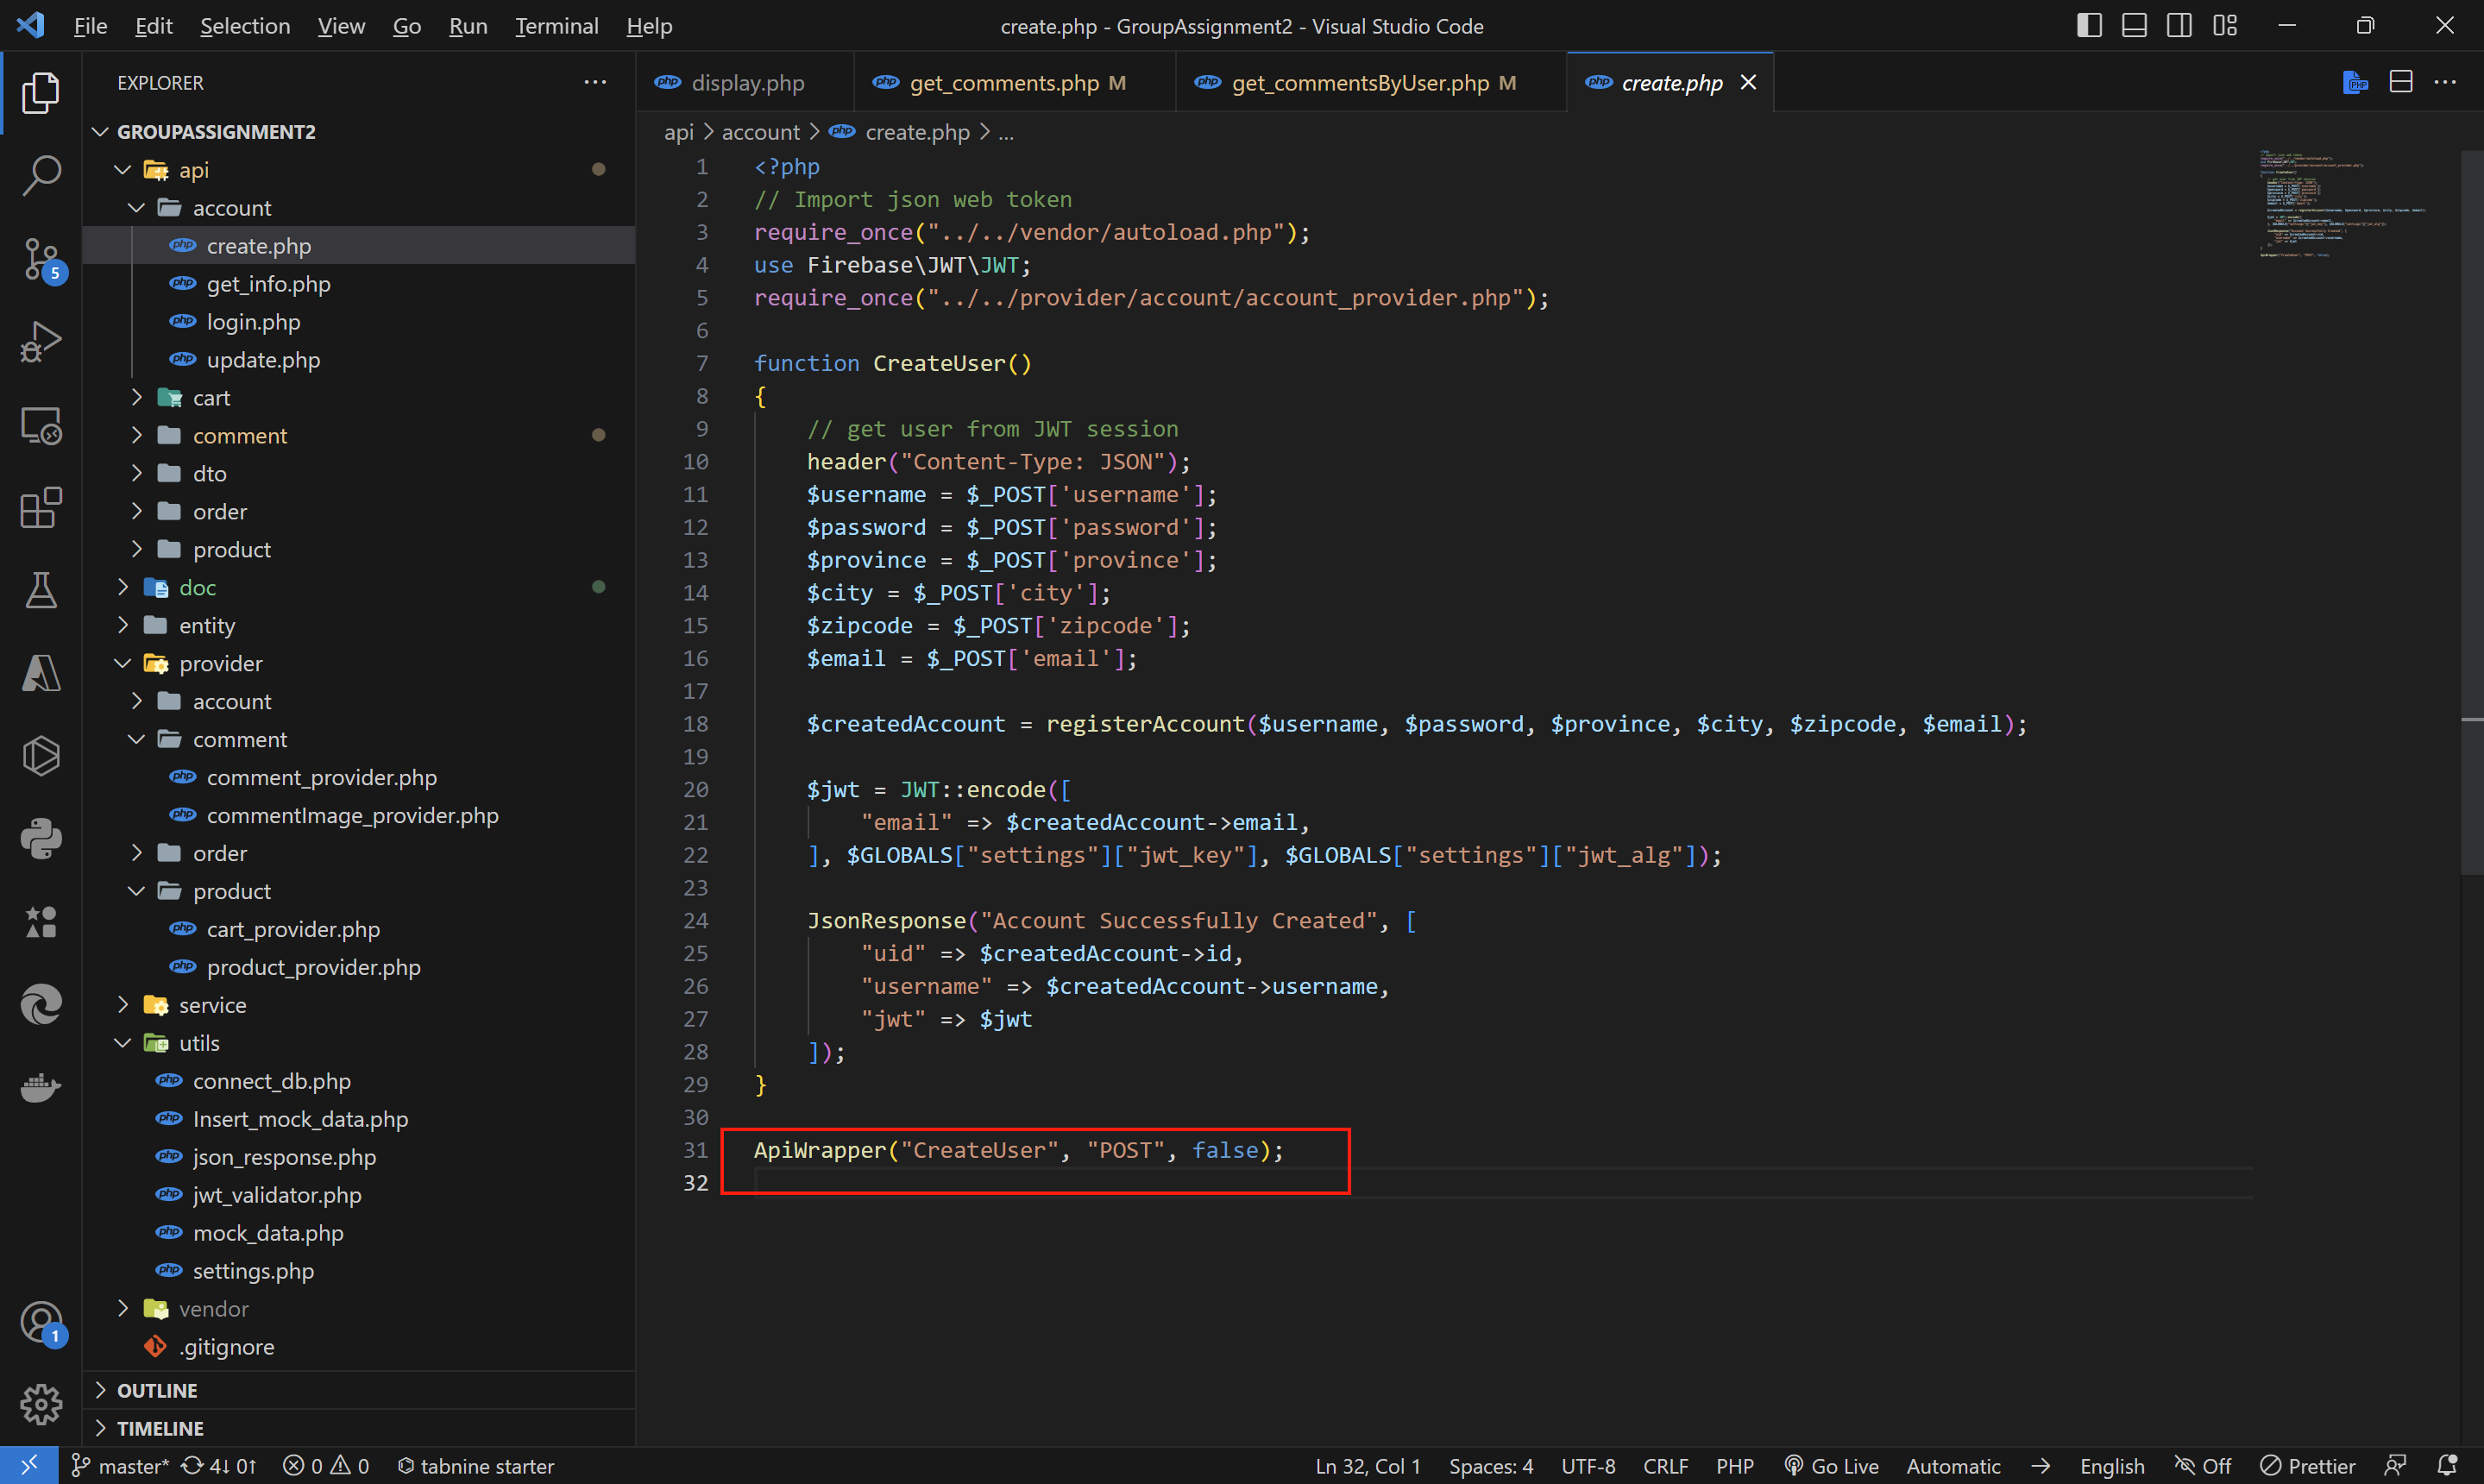 File Edit Selection View Go Run Terminal Help
create.php - GroupAssignment2 - Visual Studio Code
EXPLORER
GROUPASSIGNMENT2
api
account
create.php
get_info.php
login.php
update.php
cart
comment
dto
order
product
doc
entity
provider
account
comment
comment_provider.php
commentImage_provider.php
order
product
cart_provider.php
product_provider.php
service
utils
connect_db.php
Insert_mock_data.php
json_response.php
jwt_validator.php
mock_data.php
settings.php
vendor
.gitignore
OUTLINE
TIMELINE
5
1
display.php get_comments.php M get_commentsByUser.php M create.php
api > account > create.php > ...
1 <?php
2 // Import json web token
3 require_once("../../vendor/autoload.php");
4 use Firebase\JWT\JWT;
5 require_once("../../provider/account/account_provider.php");
6
7 function CreateUser()
8 {
9 // get user from JWT session
10 header("Content-Type: JSON");
11 $username = $_POST['username'];
12 $password = $_POST['password'];
13 $province = $_POST['province'];
14 $city = $_POST['city'];
15 $zipcode = $_POST['zipcode'];
16 $email = $_POST['email'];
17
18 $createdAccount = registerAccount($username, $password, $province, $city, $zipcode, $email);
19
20 $jwt = JWT::encode([
21 "email" => $createdAccount->email,
22 ], $GLOBALS["settings"]["jwt_key"], $GLOBALS["settings"]["jwt_alg"]);
23
24 JsonResponse("Account Successfully Created", [
25 "uid" => $createdAccount->id,
26 "username" => $createdAccount->username,
27 "jwt" => $jwt
28 ]);
29 }
30
31 ApiWrapper("CreateUser", "POST", false);
32
master* 4↓ 0↑ 0 0 tabnine starter
Ln 32, Col 1 Spaces: 4 UTF-8 CRLF PHP Go Live Automatic → English Off Prettier